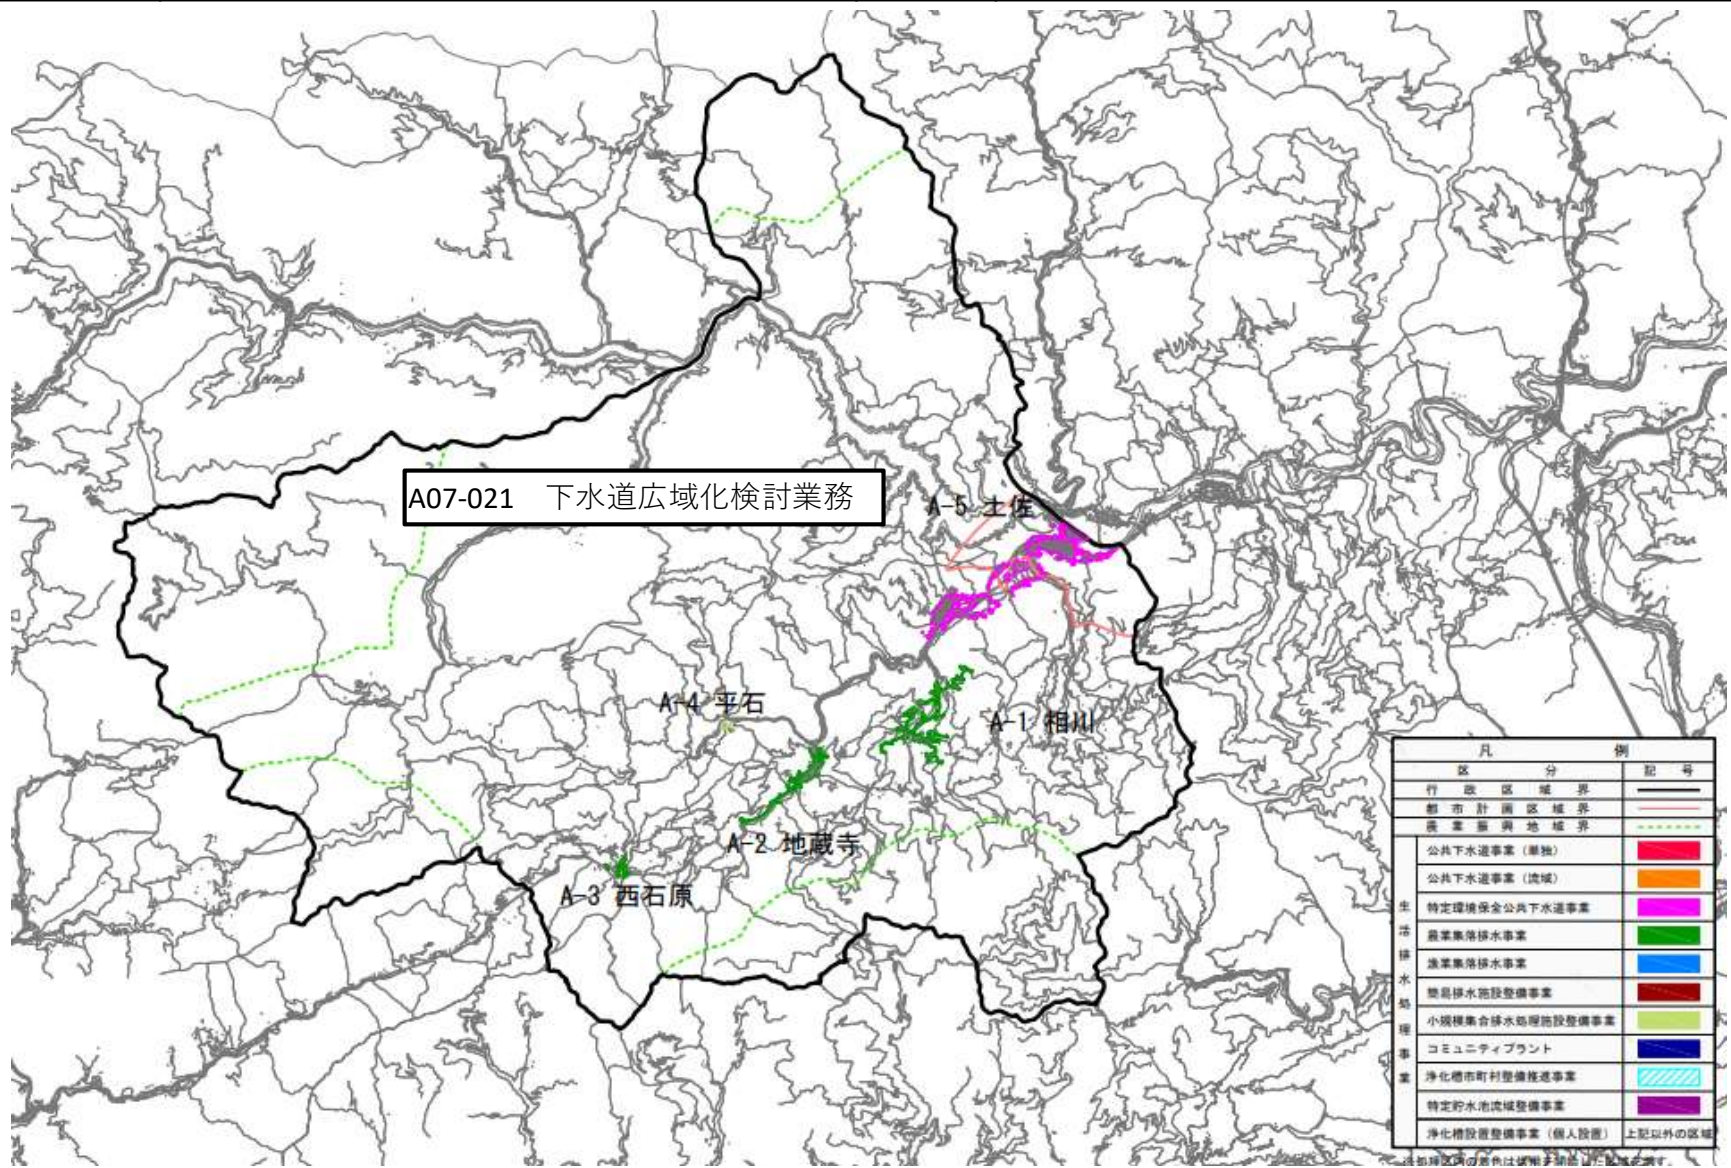 A07-021 下水道広域化検討業務
A-5 土佐
A-4 平石
A-1 相川
A-2 地蔵寺
A-3 西石原
凡例
区分 記号
行政区域界
都市計画区域界
農業振興地域界
生活排水処理事業
公共下水道事業（単独）
公共下水道事業（流域）
特定環境保全公共下水道事業
農業集落排水事業
漁業集落排水事業
簡易排水施設整備事業
小規模集合排水処理施設整備事業
コミュニティプラント
浄化槽市町村整備推進事業
特定貯水池流域整備事業
浄化槽設置整備事業（個人設置） 上記以外の区域